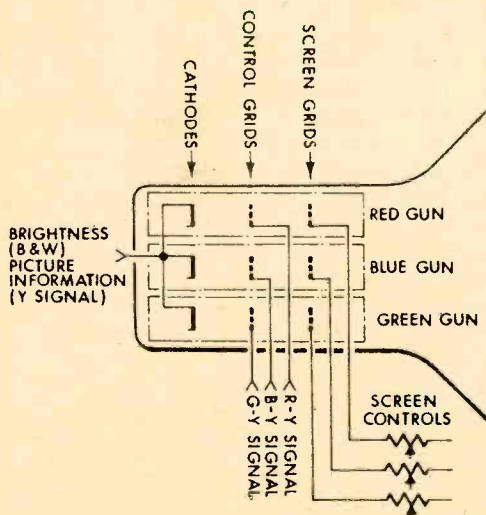 CATHODES
CONTROL GRIDS
SCREEN GRIDS
RED GUN
BLUE GUN
GREEN GUN
BRIGHTNESS
(B & W)
PICTURE
INFORMATION
(Y SIGNAL)
G-Y SIGNAL
B-Y SIGNAL
R-Y SIGNAL
SCREEN
CONTROLS